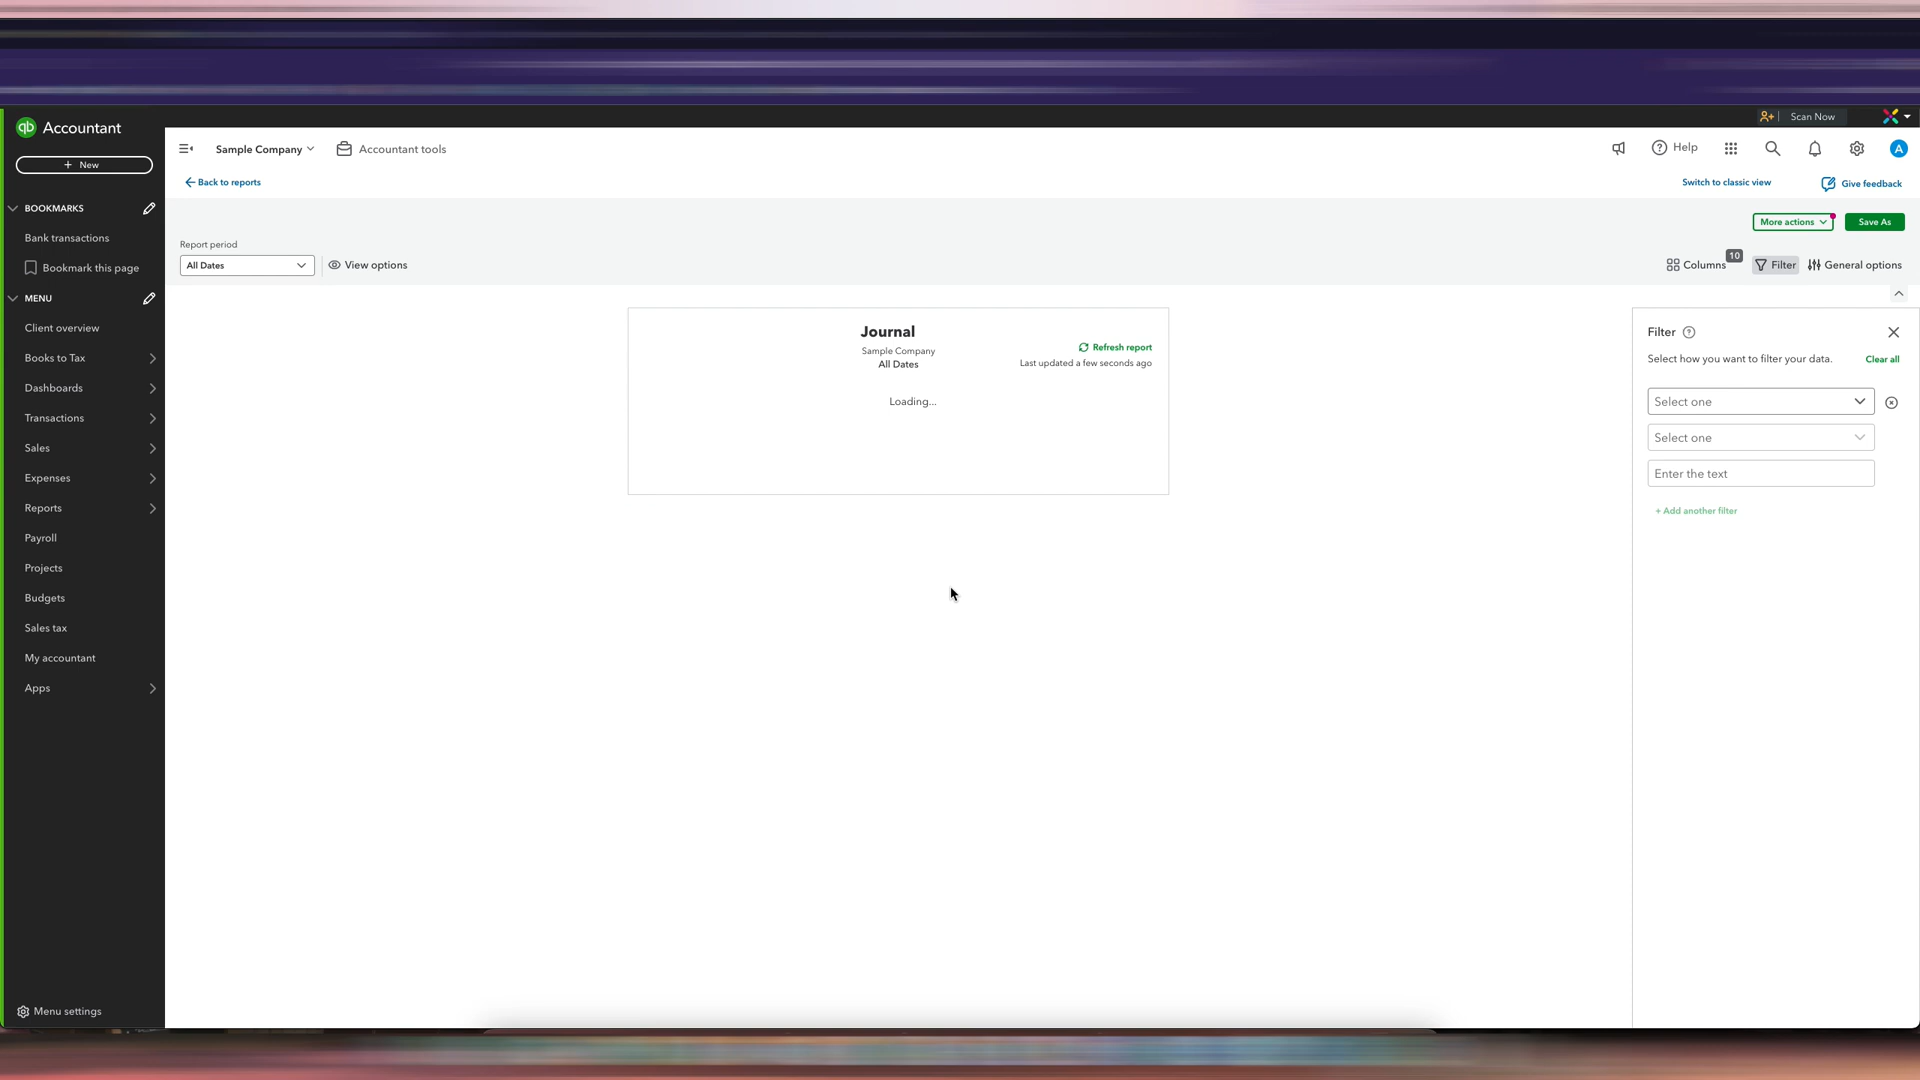 qb Accountant
Scan Now
+ New
Sample Company
Accountant tools
Help
A
Back to reports
Switch to classic view
Give feedback
BOOKMARKS
Bank transactions
Bookmark this page
MENU
Client overview
Books to Tax
Dashboards
Transactions
Sales
Expenses
Reports
Payroll
Projects
Budgets
Sales tax
My accountant
Apps
Menu settings
More actions
Save As
Report period
All Dates
View options
Columns 10
Filter
General options
Journal
Sample Company
All Dates
Refresh report
Last updated a few seconds ago
Loading...
Filter
Select how you want to filter your data.
Clear all
Select one
Select one
Enter the text
+ Add another filter